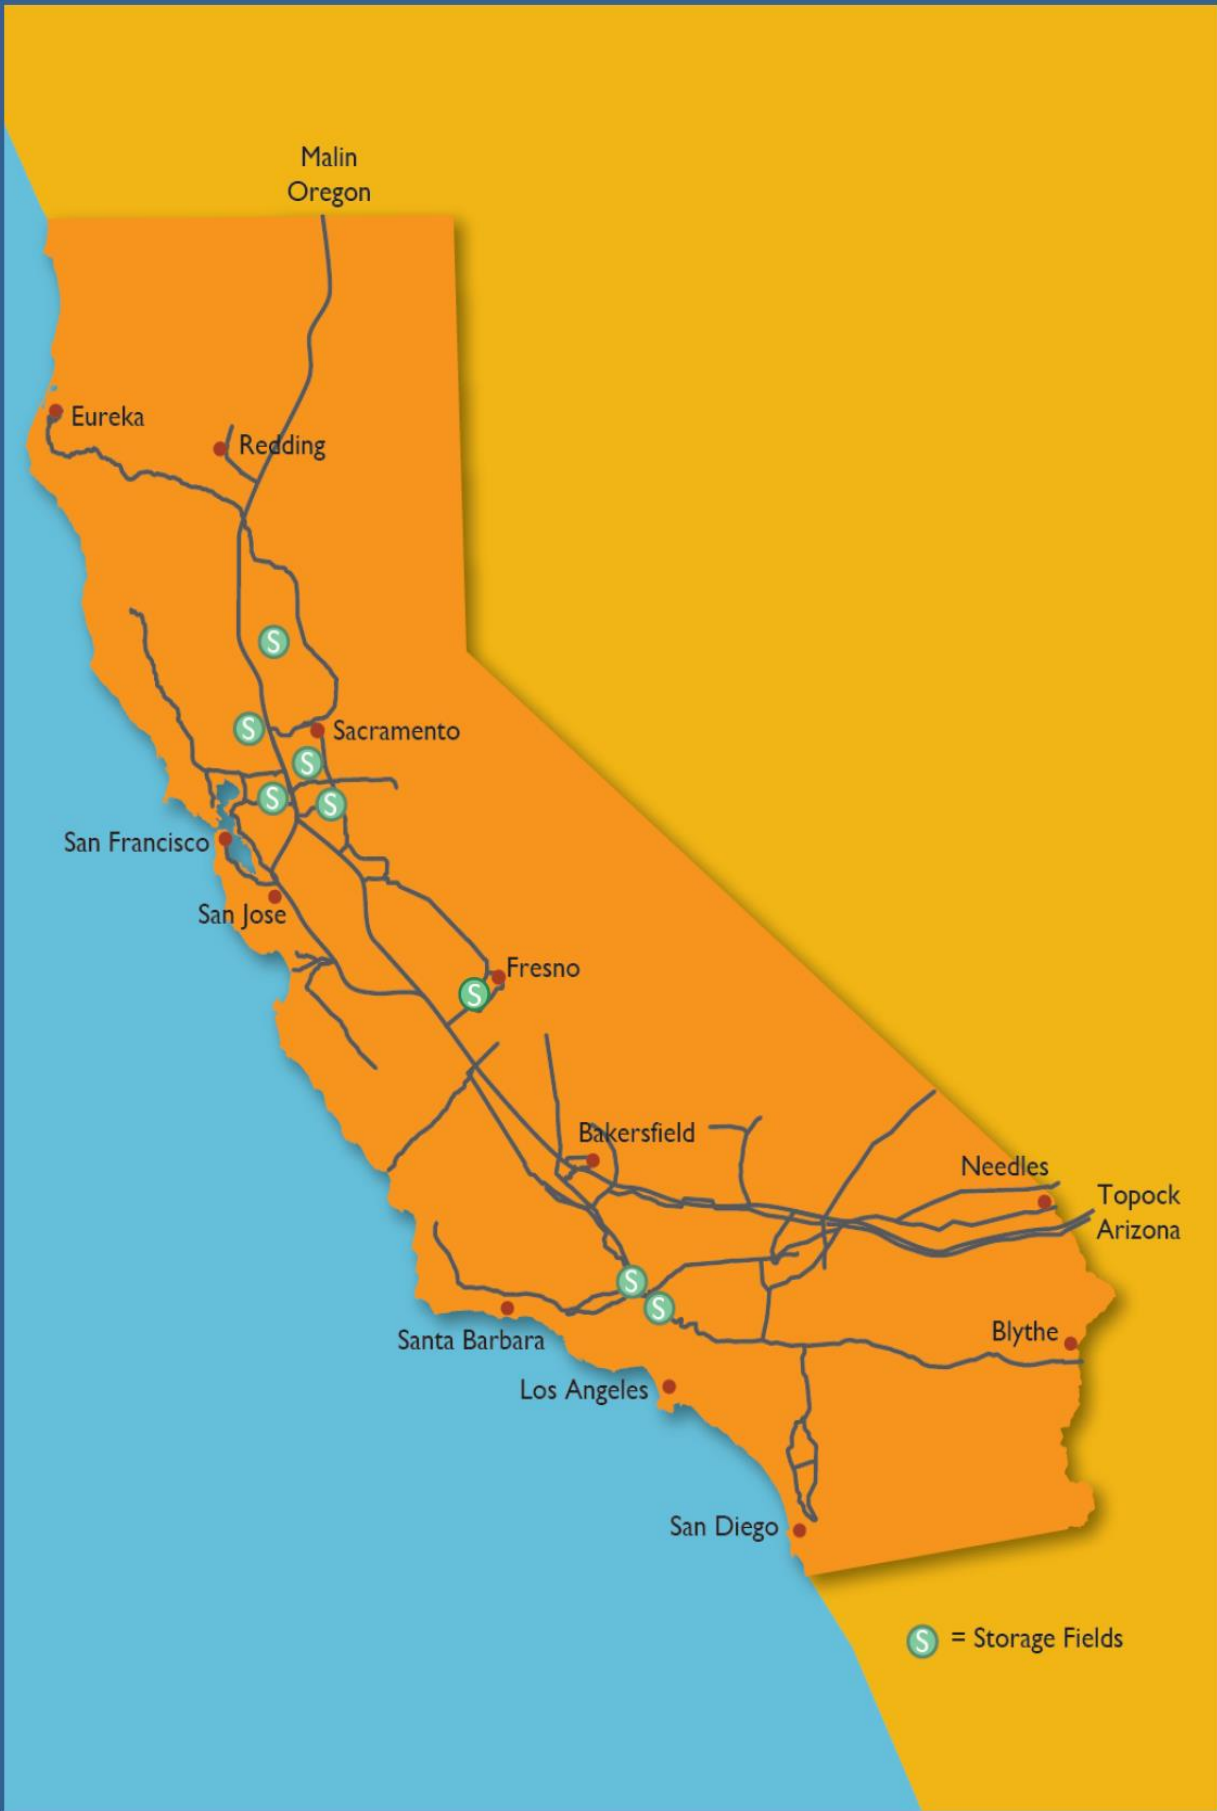 Malin
Oregon
Eureka
Redding
S
S
Sacramento
S
S
S
San Francisco
San Jose
Fresno
S
Bakersfield
Needles
Topock
Arizona
S
S
Santa Barbara
Blythe
Los Angeles
San Diego
S = Storage Fields